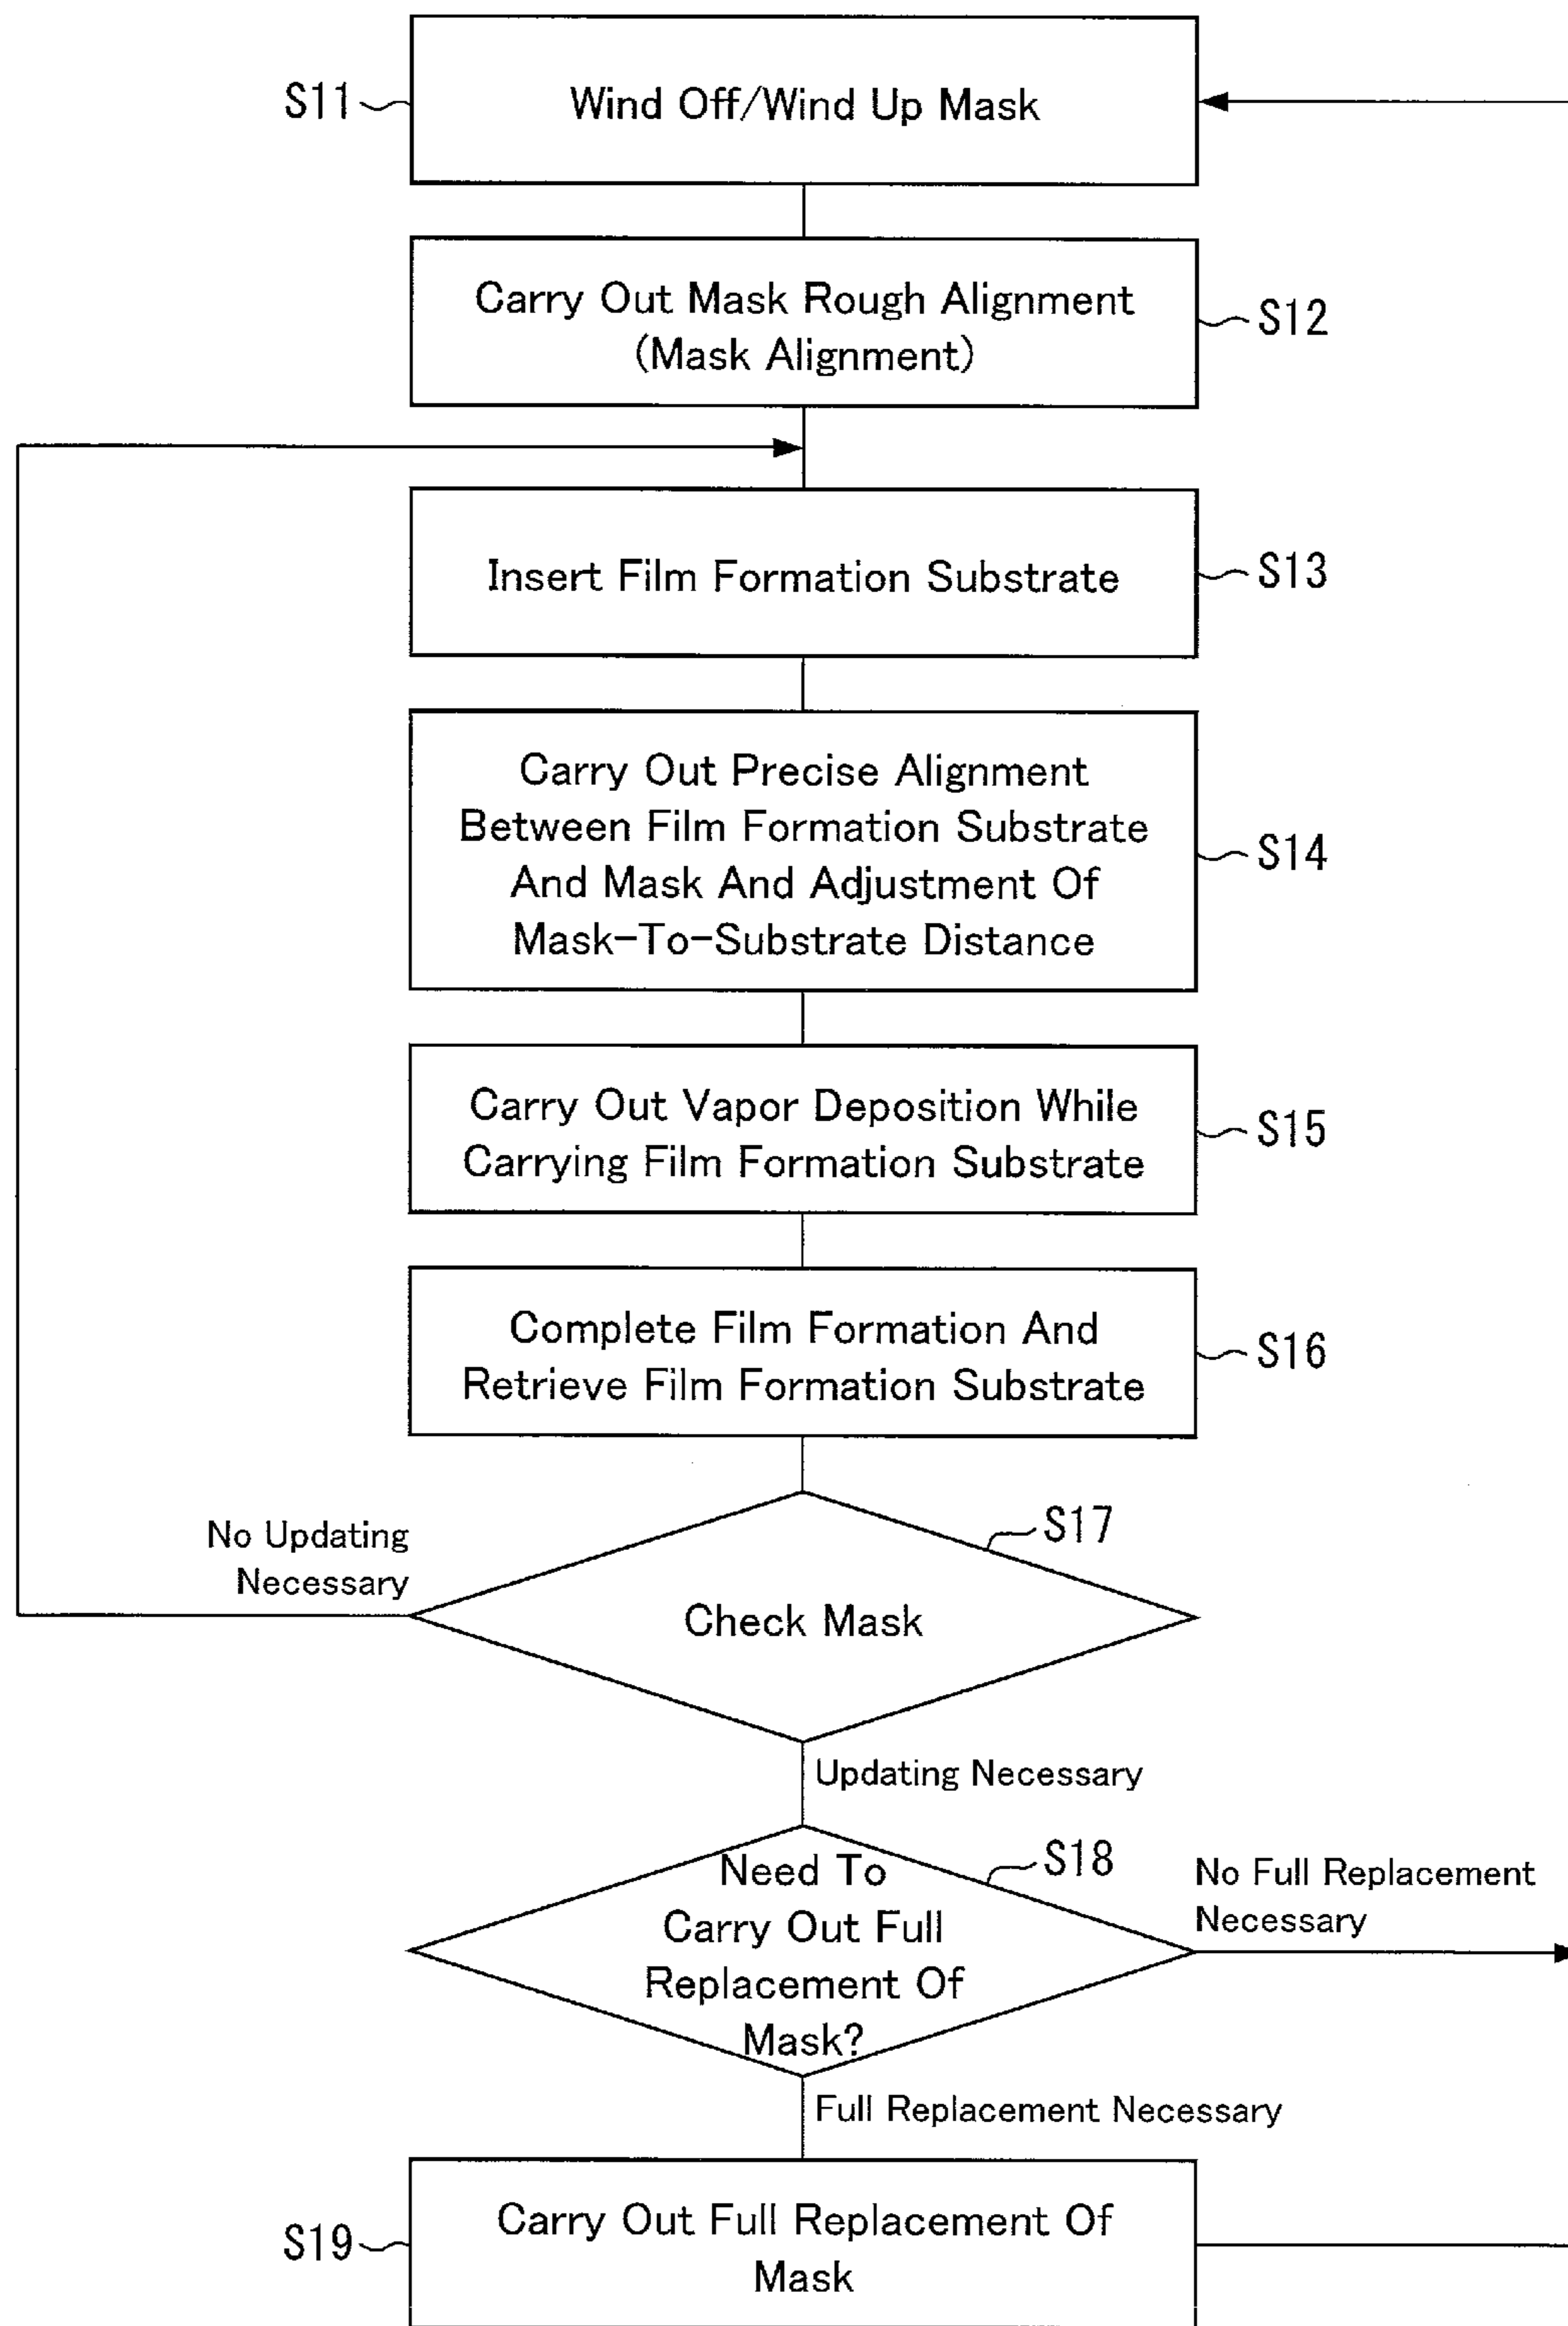 S11
Wind Off/Wind Up Mask
Carry Out Mask Rough Alignment
(Mask Alignment)
S12
Insert Film Formation Substrate
S13
Carry Out Precise Alignment
Between Film Formation Substrate
And Mask And Adjustment Of
Mask-To-Substrate Distance
S14
Carry Out Vapor Deposition While
Carrying Film Formation Substrate
S15
Complete Film Formation And
Retrieve Film Formation Substrate
S16
No Updating
Necessary
S17
Check Mask
Updating Necessary
S18
Need To
Carry Out Full
Replacement Of
Mask?
No Full Replacement
Necessary
Full Replacement Necessary
S19
Carry Out Full Replacement Of
Mask